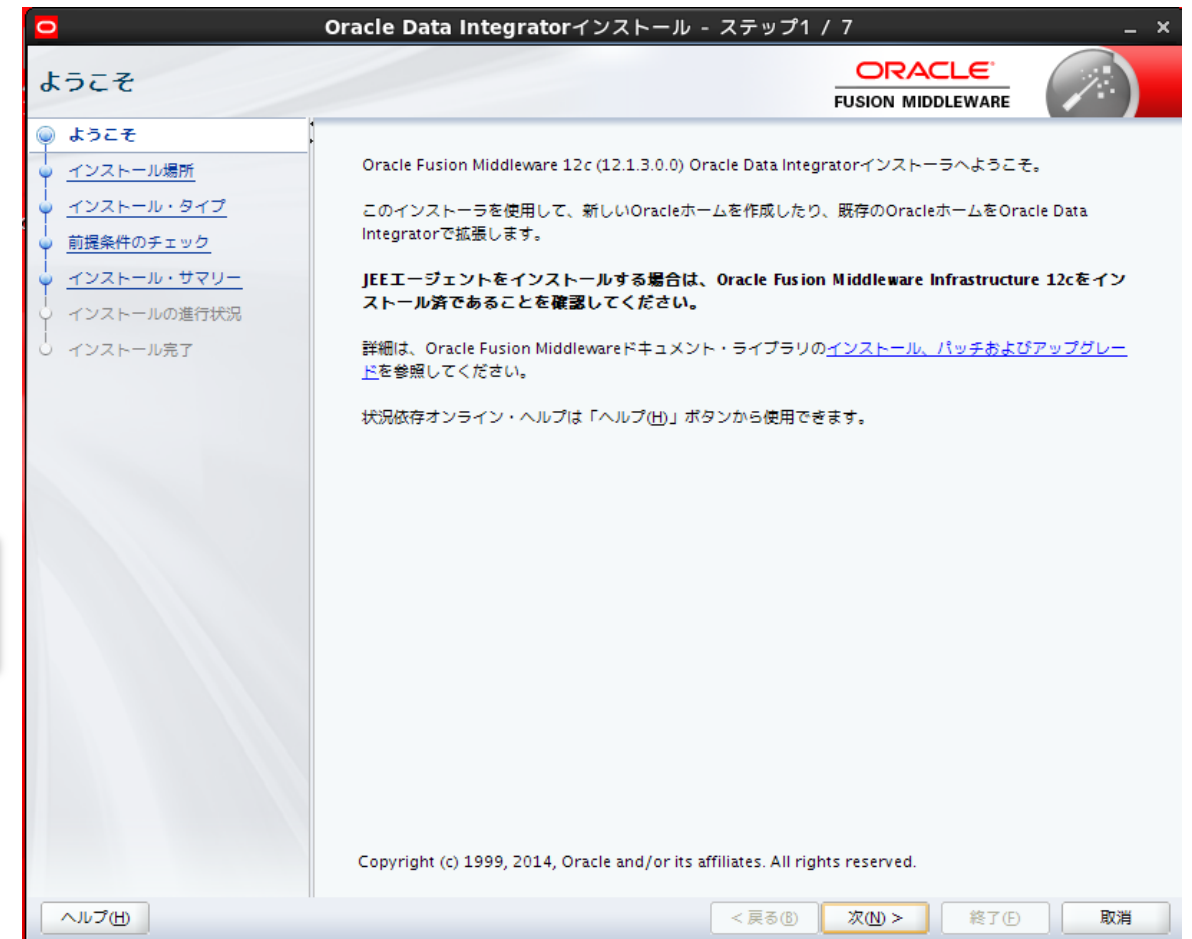 Oracle Data Integratorインストール - ステップ1 / 7
ようこそ
ORACLE
FUSION MIDDLEWARE
ようこそ
インストール場所
インストール・タイプ
前提条件のチェック
インストール・サマリー
インストールの進行状況
インストール完了
Oracle Fusion Middleware 12c (12.1.3.0.0) Oracle Data Integratorインストーラへようこそ。
このインストーラを使用して、新しいOracleホームを作成したり、既存のOracleホームをOracle Data
Integratorで拡張します。
JEEエージェントをインストールする場合は、Oracle Fusion Middleware Infrastructure 12cをイン
ストール済であることを確認してください。
詳細は、Oracle Fusion Middlewareドキュメント・ライブラリのインストール、パッチおよびアップグレー
ドを参照してください。
状況依存オンライン・ヘルプは「ヘルプ(H)」ボタンから使用できます。
Copyright (c) 1999, 2014, Oracle and/or its affiliates. All rights reserved.
ヘルプ(H)
< 戻る(B)
次(N) >
終了(F)
取消